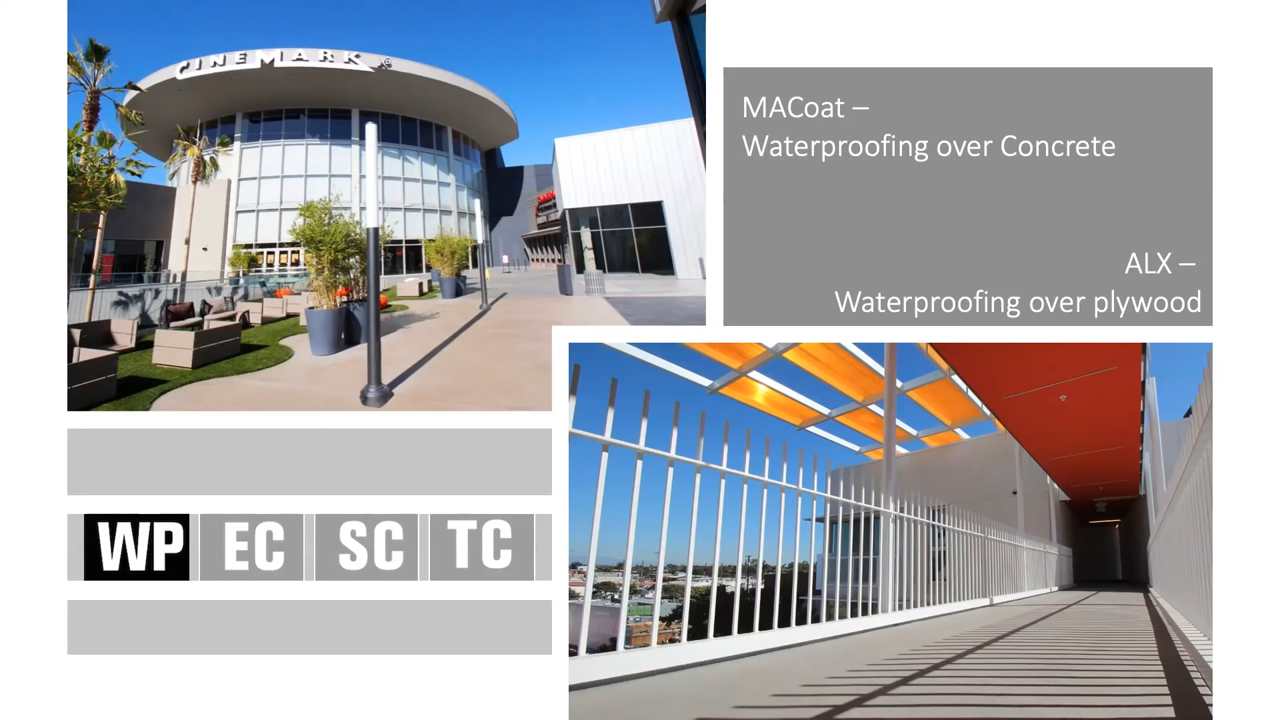 CINEMARK
MACoat –
Waterproofing over Concrete
ALX –
Waterproofing over plywood
WP EC SC TC